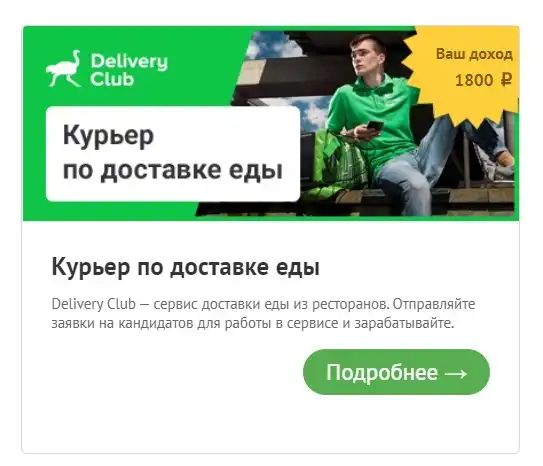 Delivery
Club
Ваш доход
1800 ₽
Курьер
по доставке еды
Курьер по доставке еды
Delivery Club — сервис доставки еды из ресторанов. Отправляйте
заявки на кандидатов для работы в сервисе и зарабатывайте.
Подробнее →